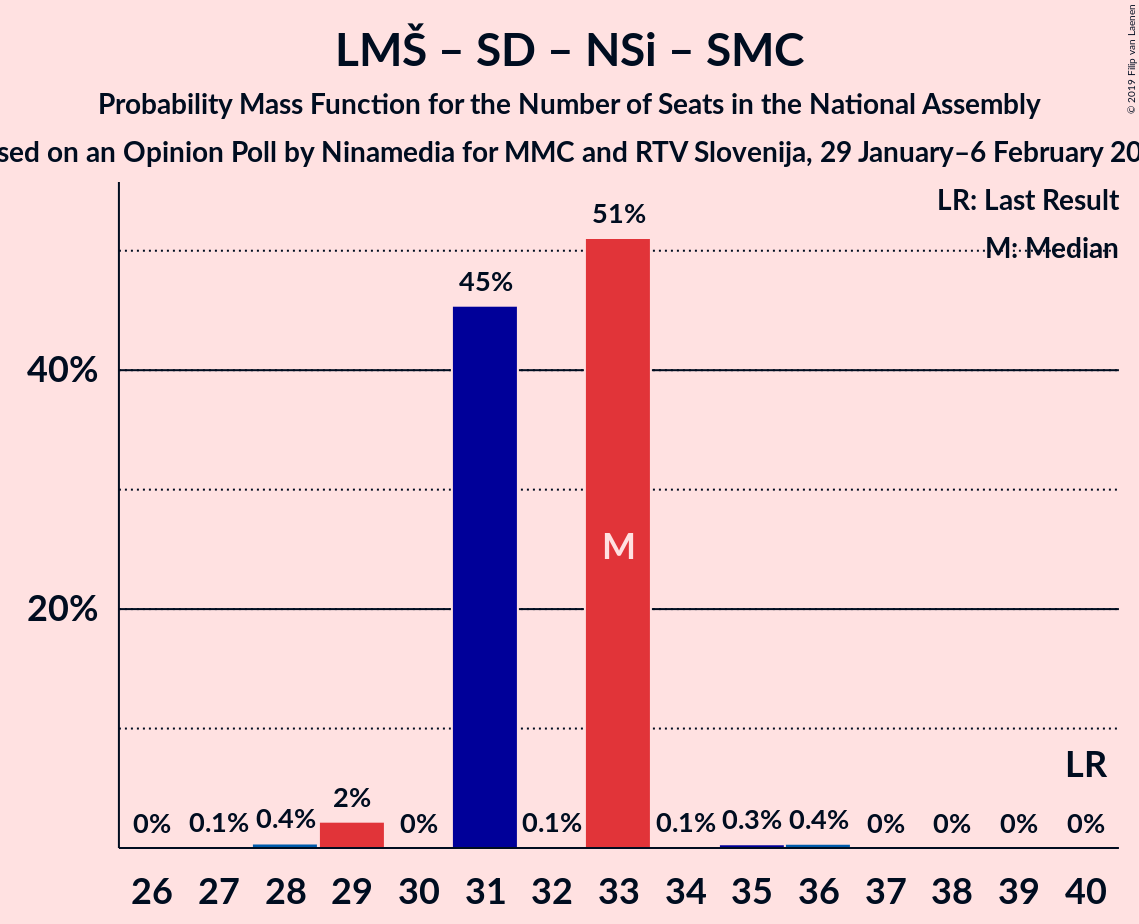 LMŠ – SD – NSi – SMC
Probability Mass Function for the Number of Seats in the National Assembly
on an Opinion Poll by Ninamedia for MMC and RTV Slovenija, 29 January–6 February
© 2019 Filip van Laenen
LR: Last Result
M: Median
40%
20%
0% 0.1% 0.4% 2% 0% 45% 0.1% 51% 0.1% 0.3% 0.4% 0% 0% 0% 0%
M
LR
26 27 28 29 30 31 32 33 34 35 36 37 38 39 40